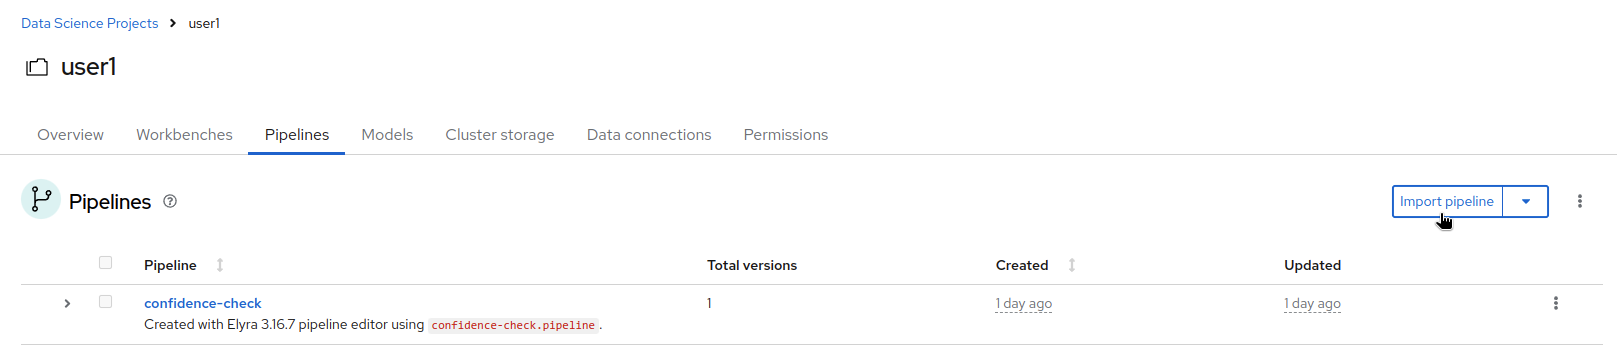 Data Science Projects > user1
user1
Overview Workbenches Pipelines Models Cluster storage Data connections Permissions
Pipelines
Import pipeline
Pipeline Total versions Created Updated
confidence-check 1 1 day ago 1 day ago
Created with Elyra 3.16.7 pipeline editor using confidence-check.pipeline.